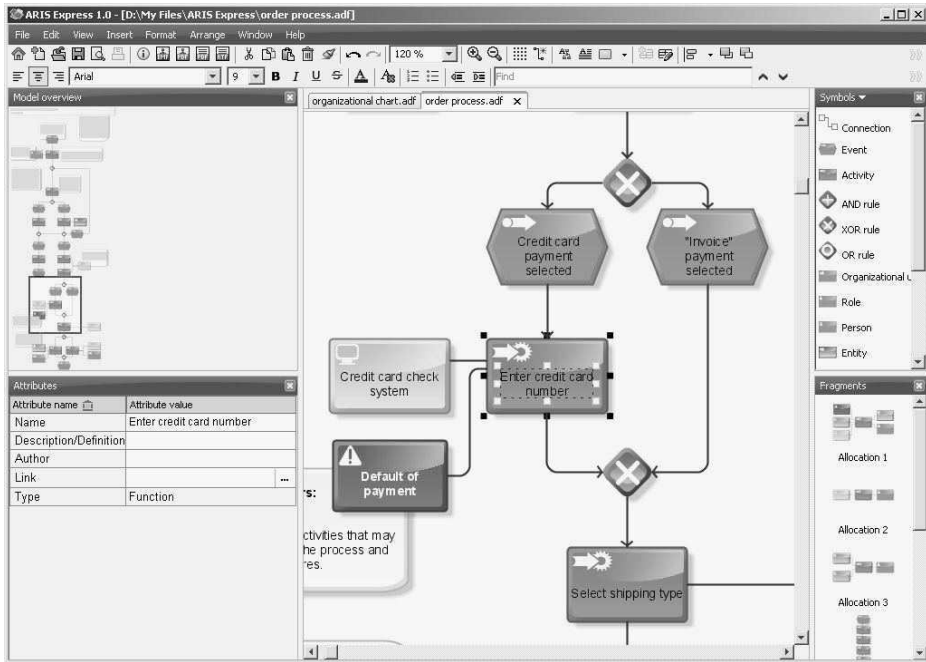 ARIS Express 1.0 - [D:\My Files\ARIS Express\order process.adf]
File Edit View Insert Format Arrange Window Help
120 %
Arial 9 B I U S A Find
Model overview
organizational chart.adf order process.adf
Symbols
Connection
Event
Activity
AND rule
XOR rule
OR rule
Organizational u
Role
Person
Entity
Credit card
payment
selected
"Invoice"
payment
selected
Credit card check
system
Enter credit card
number
Default of
payment
s:
ctivities that may
he process and
res.
Select shipping type
Attributes
Attribute name Attribute value
Name Enter credit card number
Description/Definition
Author
Link ...
Type Function
Fragments
Allocation 1
Allocation 2
Allocation 3